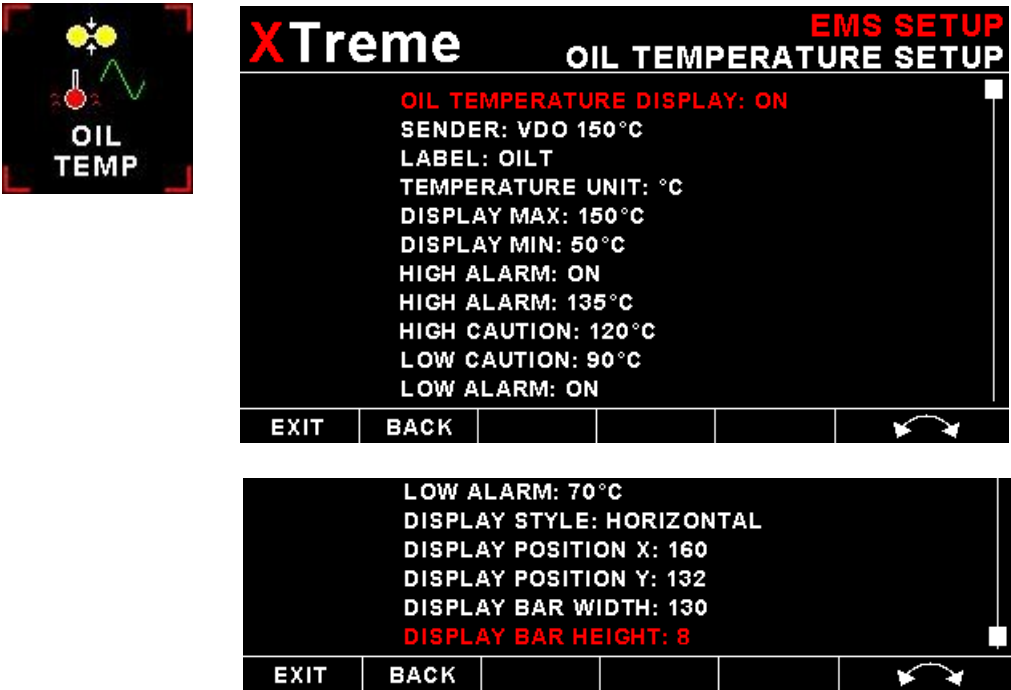 OIL
TEMP
XTreme
EMS SETUP
OIL TEMPERATURE SETUP
OIL TEMPERATURE DISPLAY: ON
SENDER: VDO 150°C
LABEL: OILT
TEMPERATURE UNIT: °C
DISPLAY MAX: 150°C
DISPLAY MIN: 50°C
HIGH ALARM: ON
HIGH ALARM: 135°C
HIGH CAUTION: 120°C
LOW CAUTION: 90°C
LOW ALARM: ON
EXIT BACK
LOW ALARM: 70°C
DISPLAY STYLE: HORIZONTAL
DISPLAY POSITION X: 160
DISPLAY POSITION Y: 132
DISPLAY BAR WIDTH: 130
DISPLAY BAR HEIGHT: 8
EXIT BACK